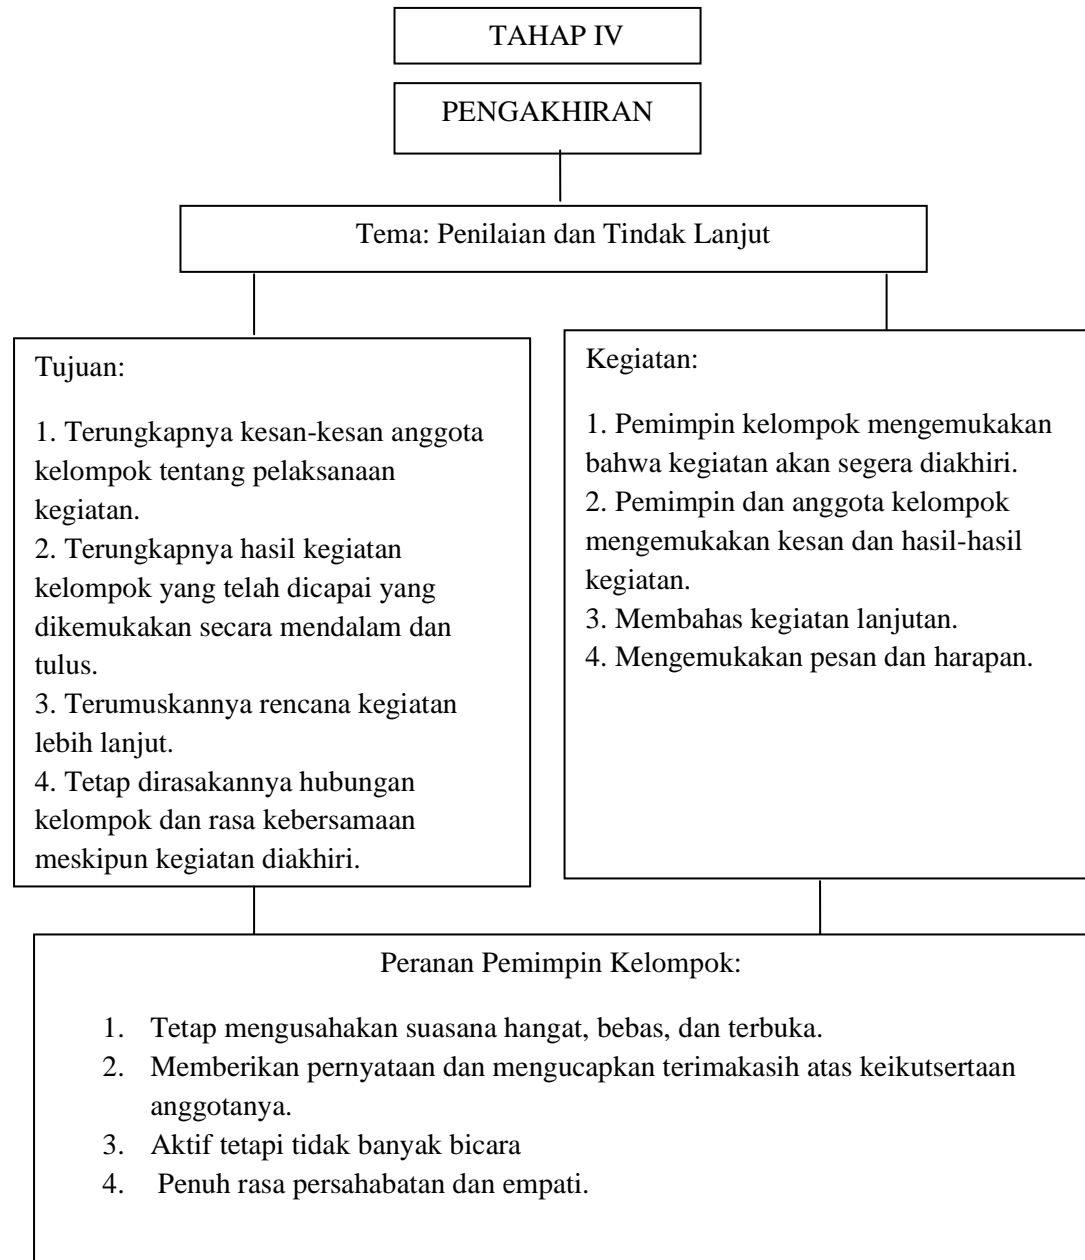 TAHAP IV
PENGAKHIRAN
Tema: Penilaian dan Tindak Lanjut
Tujuan:
1. Terungkapnya kesan-kesan anggota
kelompok tentang pelaksanaan
kegiatan.
2. Terungkapnya hasil kegiatan
kelompok yang telah dicapai yang
dikemukakan secara mendalam dan
tulus.
3. Terumuskannya rencana kegiatan
lebih lanjut.
4. Tetap dirasakannya hubungan
kelompok dan rasa kebersamaan
meskipun kegiatan diakhiri.
Kegiatan:
1. Pemimpin kelompok mengemukakan
bahwa kegiatan akan segera diakhiri.
2. Pemimpin dan anggota kelompok
mengemukakan kesan dan hasil-hasil
kegiatan.
3. Membahas kegiatan lanjutan.
4. Mengemukakan pesan dan harapan.
Peranan Pemimpin Kelompok:
1. Tetap mengusahakan suasana hangat, bebas, dan terbuka.
2. Memberikan pernyataan dan mengucapkan terimakasih atas keikutsertaan
anggotanya.
3. Aktif tetapi tidak banyak bicara
4. Penuh rasa persahabatan dan empati.